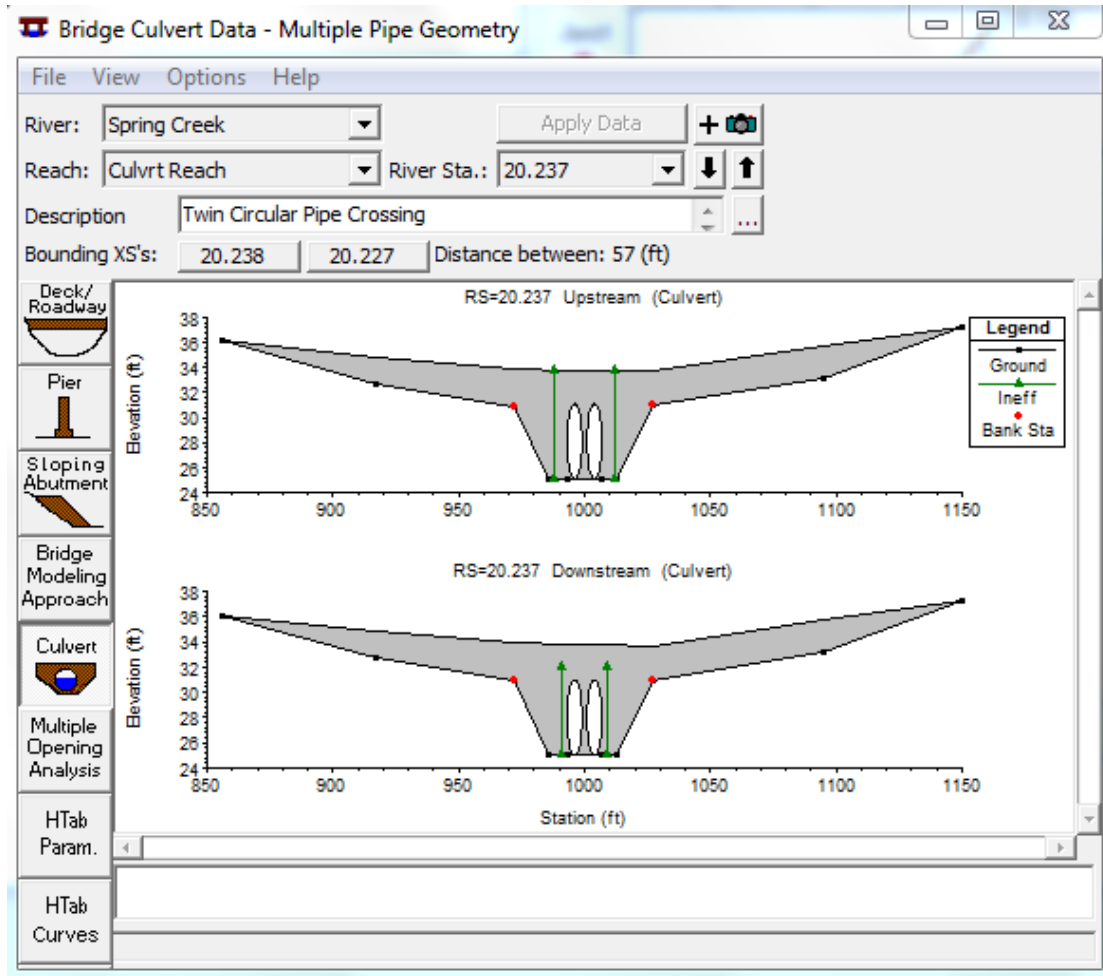 Bridge Culvert Data - Multiple Pipe Geometry
File View Options Help
River: Spring Creek Apply Data +
Reach: Culvrt Reach River Sta.: 20.237
Description Twin Circular Pipe Crossing ...
Bounding XS's: 20.238 20.227 Distance between: 57 (ft)
Deck/
Roadway
Pier
Sloping
Abutment
Bridge
Modeling
Approach
Culvert
Multiple
Opening
Analysis
HTab
Param.
HTab
Curves
RS=20.237 Upstream (Culvert)
Elevation (ft)
38
36
34
32
30
28
26
24
850 900 950 1000 1050 1100 1150
Legend
Ground
Ineff
Bank Sta
RS=20.237 Downstream (Culvert)
Elevation (ft)
38
36
34
32
30
28
26
24
850 900 950 1000 1050 1100 1150
Station (ft)